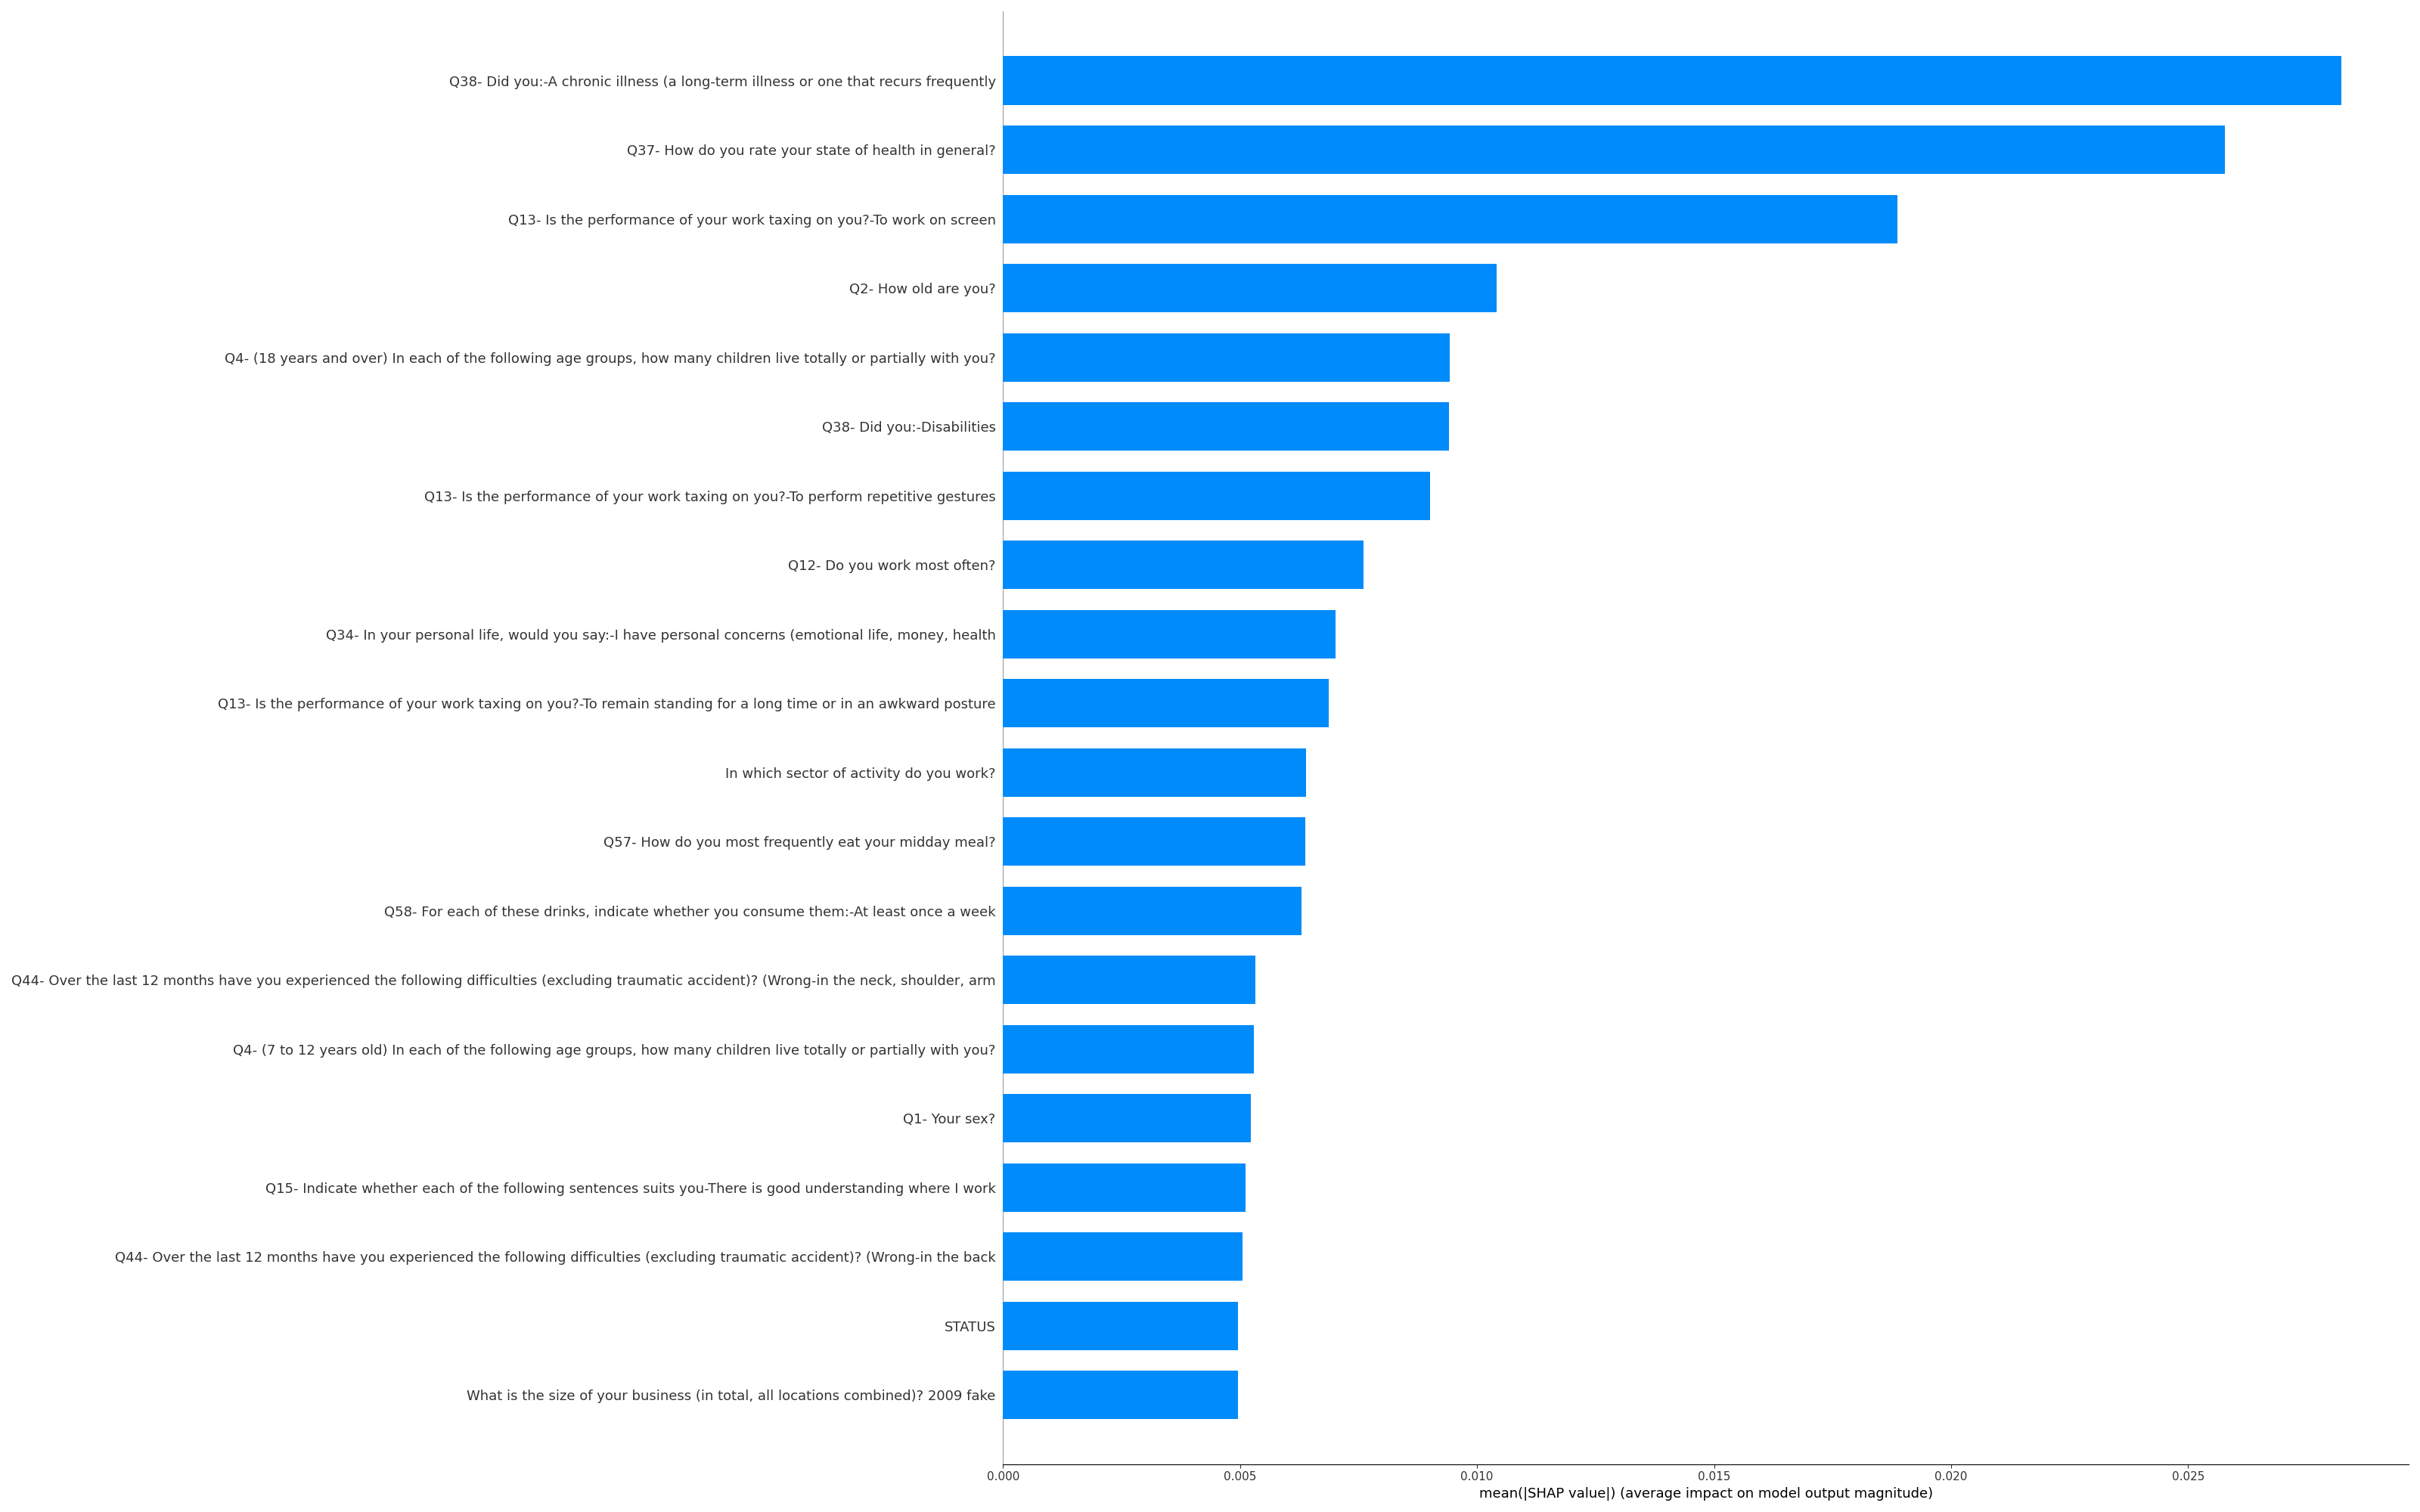 Q38- Did you:-A chronic illness (a long-term illness or one that recurs frequently
Q37- How do you rate your state of health in general?
Q13- Is the performance of your work taxing on you?-To work on screen
Q2- How old are you?
Q4- (18 years and over) In each of the following age groups, how many children live totally or partially with you?
Q38- Did you:-Disabilities
Q13- Is the performance of your work taxing on you?-To perform repetitive gestures
Q12- Do you work most often?
Q34- In your personal life, would you say:-I have personal concerns (emotional life, money, health
Q13- Is the performance of your work taxing on you?-To remain standing for a long time or in an awkward posture
In which sector of activity do you work?
Q57- How do you most frequently eat your midday meal?
Q58- For each of these drinks, indicate whether you consume them:-At least once a week
Q44- Over the last 12 months have you experienced the following difficulties (excluding traumatic accident)? (Wrong-in the neck, shoulder, arm
Q4- (7 to 12 years old) In each of the following age groups, how many children live totally or partially with you?
Q1- Your sex?
Q15- Indicate whether each of the following sentences suits you-There is good understanding where I work
Q44- Over the last 12 months have you experienced the following difficulties (excluding traumatic accident)? (Wrong-in the back
STATUS
What is the size of your business (in total, all locations combined)? 2009 fake
0.000 0.005 0.010 0.015 0.020 0.025
mean(|SHAP value|) (average impact on model output magnitude)